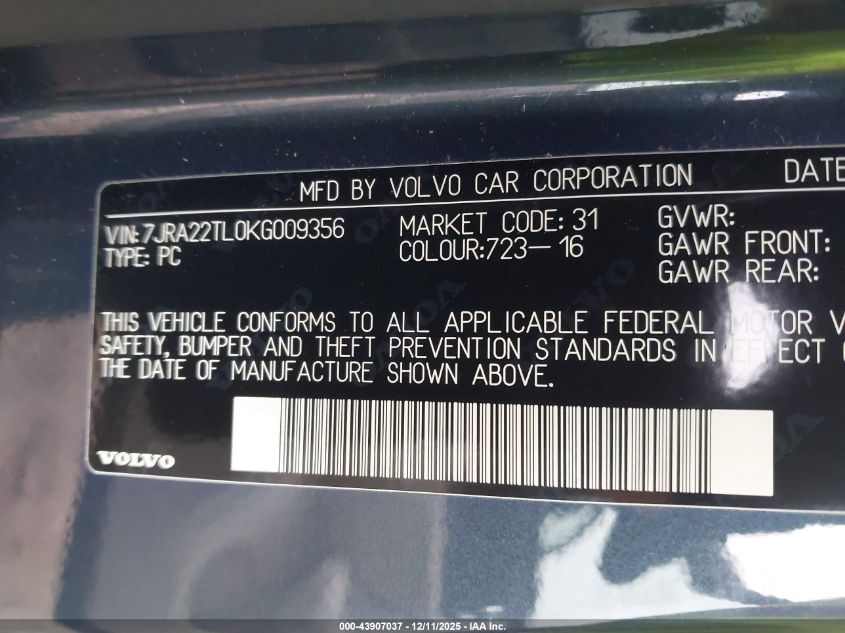 MFD BY VOLVO CAR CORPORATION DATE
VIN:7JRA22TL0KG009356 MARKET CODE: 31 GVWR:
TYPE: PC COLOUR:723—16 GAWR FRONT:
GAWR REAR:
THIS VEHICLE CONFORMS TO ALL APPLICABLE FEDERAL MOTOR V
SAFETY, BUMPER AND THEFT PREVENTION STANDARDS IN EFFECT
THE DATE OF MANUFACTURE SHOWN ABOVE.
VOLVO
000-43907037 - 12/11/2025 - IAA Inc.